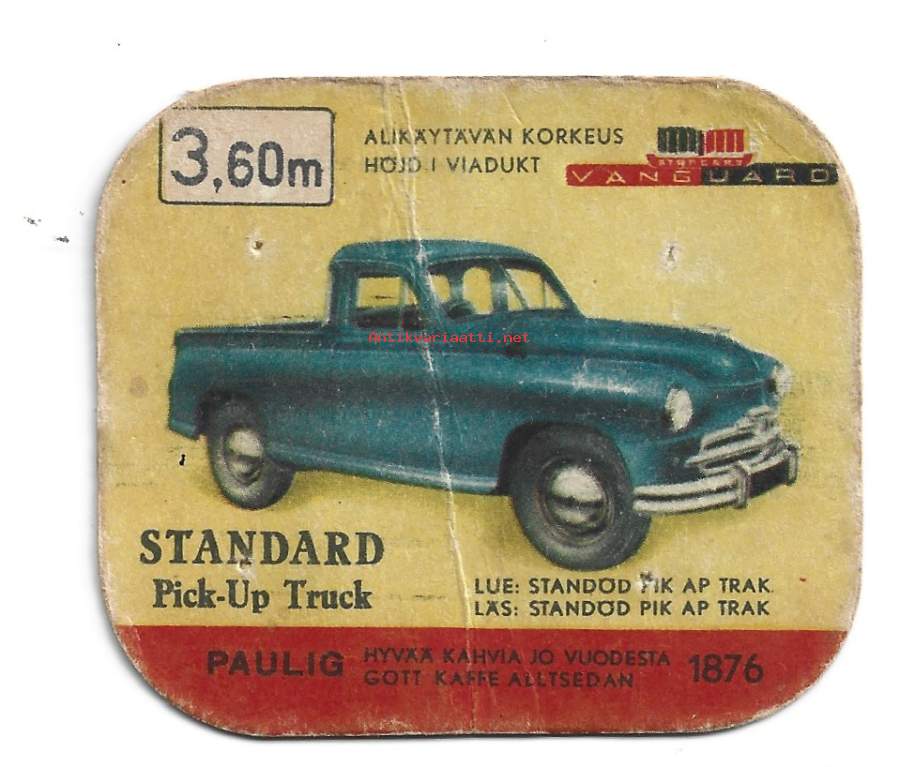 3,60m
ALIKÄYTÄVÄN KORKEUS
HÖJD I VIADUKT
STANDARD
VANGUARD
Antikvariaatti.net
STANDARD
Pick-Up Truck
LUE: STANDÖD PIK AP TRAK.
LÄS: STANDÖD PIK AP TRAK
PAULIG
HYVÄÄ KAHVIA JO VUODESTA
GOTT KAFFE ALLTSEDAN
1876